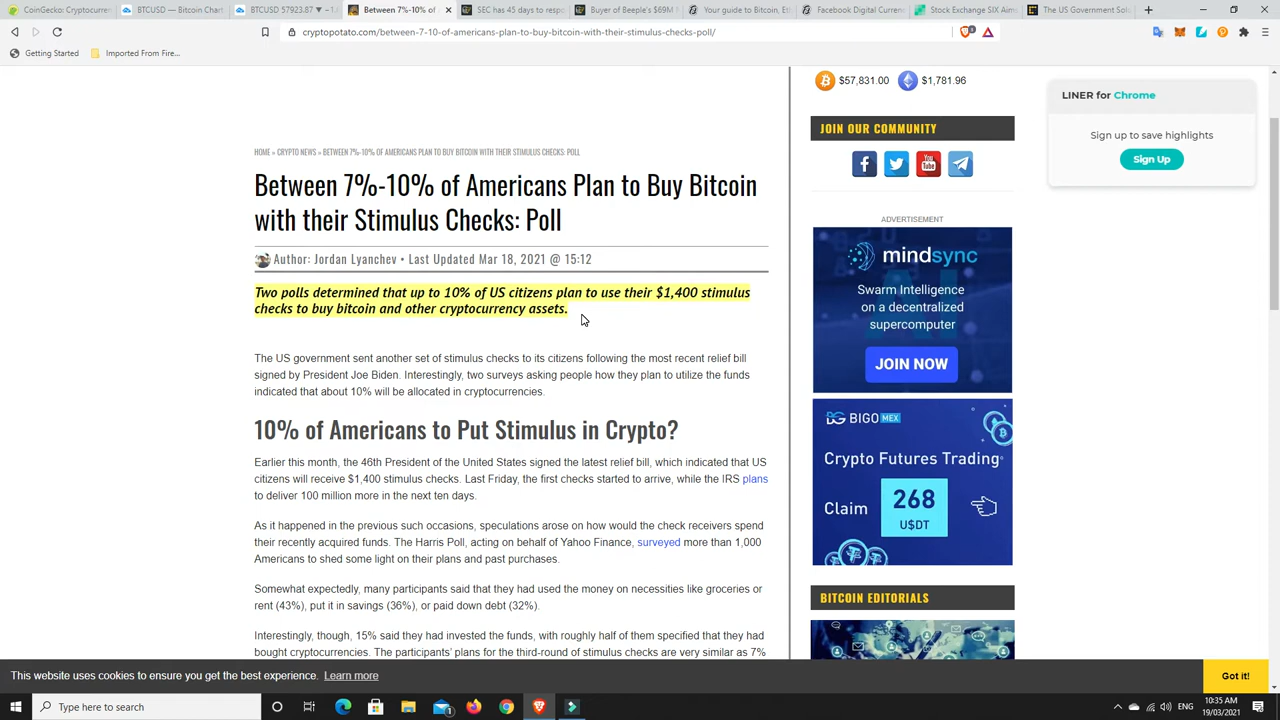 CoinGecko: Cryptocurre
BTCUSD — Bitcoin Chart
BTCUSD 57923.87 ▼ −1.
Between 7%-10% of
SEC has 45 days to resp
Buyer of Beeple's $69M
Your guide to Bitcoin, Et
Facebook Digital Curren
Stock Exchange SIX Aims
The US Government Sol
cryptopotato.com/between-7-10-of-americans-plan-to-buy-bitcoin-with-their-stimulus-checks-poll/
Getting Started
Imported From Fire...
$57,831.00
$1,781.96
LINER for Chrome
Sign up to save highlights
Sign Up
JOIN OUR COMMUNITY
HOME » CRYPTO NEWS » BETWEEN 7%-10% OF AMERICANS PLAN TO BUY BITCOIN WITH THEIR STIMULUS CHECKS: POLL
Between 7%-10% of Americans Plan to Buy Bitcoin
with their Stimulus Checks: Poll
Author: Jordan Lyanchev • Last Updated Mar 18, 2021 @ 15:12
Two polls determined that up to 10% of US citizens plan to use their $1,400 stimulus
checks to buy bitcoin and other cryptocurrency assets.
The US government sent another set of stimulus checks to its citizens following the most recent relief bill
signed by President Joe Biden. Interestingly, two surveys asking people how they plan to utilize the funds
indicated that about 10% will be allocated in cryptocurrencies.
10% of Americans to Put Stimulus in Crypto?
Earlier this month, the 46th President of the United States signed the latest relief bill, which indicated that US
citizens will receive $1,400 stimulus checks. Last Friday, the first checks started to arrive, while the IRS plans
to deliver 100 million more in the next ten days.
As it happened in the previous such occasions, speculations arose on how would the check receivers spend
their recently acquired funds. The Harris Poll, acting on behalf of Yahoo Finance, surveyed more than 1,000
Americans to shed some light on their plans and past purchases.
Somewhat expectedly, many participants said that they had used the money on necessities like groceries or
rent (43%), put it in savings (36%), or paid down debt (32%).
Interestingly, though, 15% said they had invested the funds, with roughly half of them specified that they had
bought cryptocurrencies. The participants' plans for the third-round of stimulus checks are very similar as 7%
ADVERTISEMENT
mindsync
Swarm Intelligence
on a decentralized
supercomputer
JOIN NOW
BIGO MEX
Crypto Futures Trading
Claim
268
U$DT
BITCOIN EDITORIALS
This website uses cookies to ensure you get the best experience. Learn more
Got it!
Type here to search
ENG
10:35 AM
19/03/2021